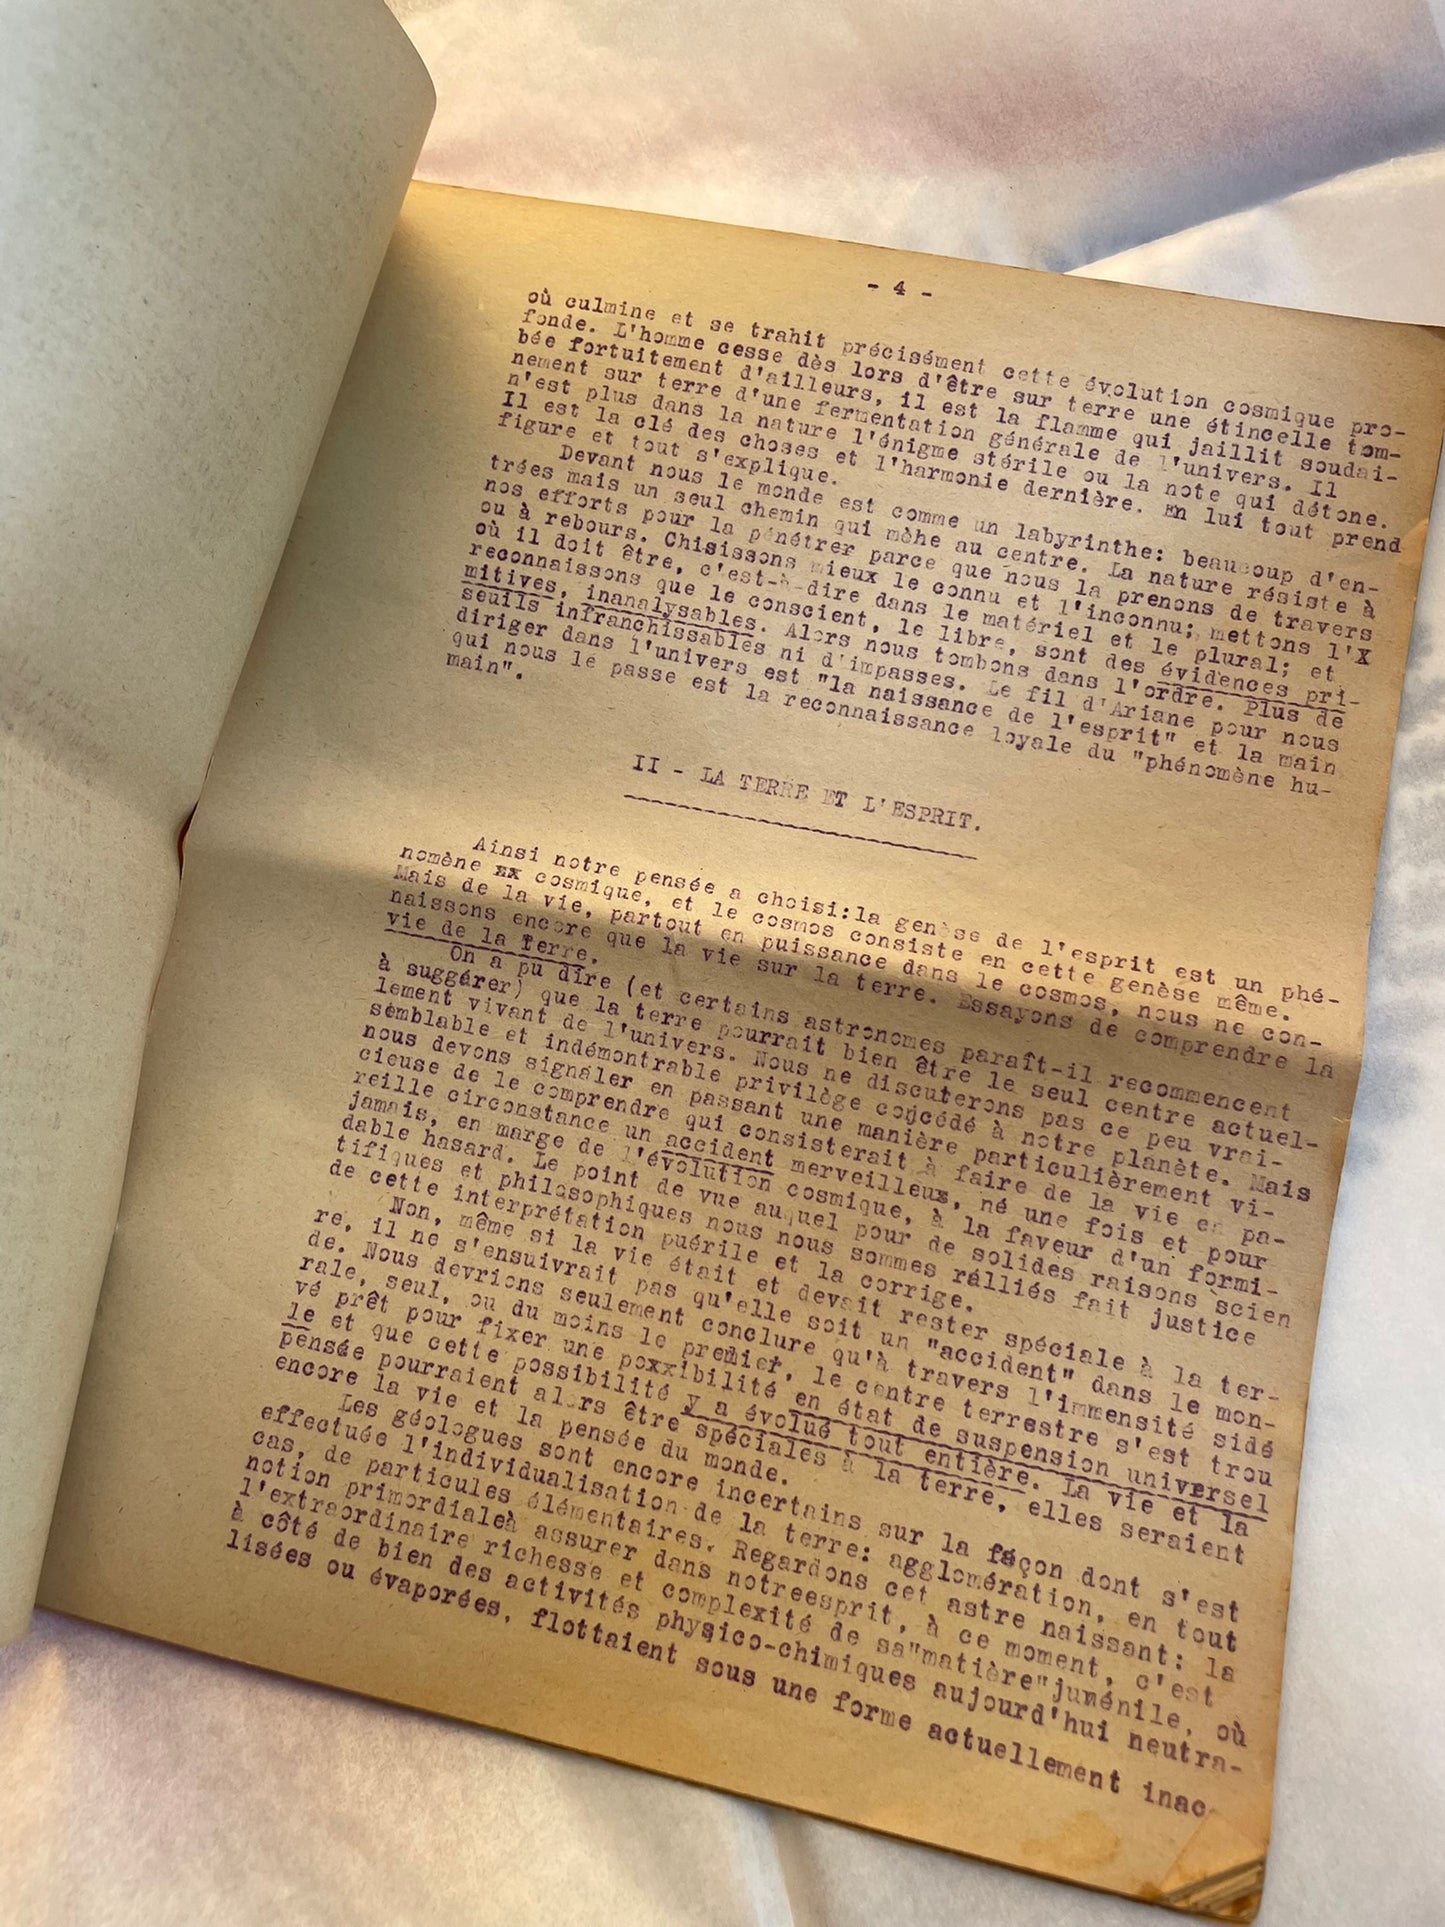 - 4 -
où culmine et se trahit précisément cette évolution cosmique pro-
fonde. L'homme cesse dès lors d'être sur terre une étincelle tom-
bée fortuitement d'ailleurs, il est la flamme qui jaillit soudai-
nement sur terre d'une fermentation générale de l'univers. Il
n'est plus dans la nature l'énigme stérile ou la note qui détone.
Il est la clé des choses et l'harmonie dernière. En lui tout prend
figure et tout s'explique.
Devant nous le monde est comme un labyrinthe: beaucoup d'en-
trées mais un seul chemin qui mène au centre. La nature résiste à
nos efforts pour la pénétrer parce que nous la prenons de travers
ou à rebours. Chisissons mieux le connu et l'inconnu; mettons l'X
où il doit être, c'est-à-dire dans le matériel et le plural; et
reconnaissons que le conscient, le libre, sont des évidences pri-
mitives, inanalysables. Alors nous tombons dans l'ordre. Plus de
seuils infranchissables ni d'impasses. Le fil d'Ariane pour nous
diriger dans l'univers est "la naissance de l'esprit" et la main
qui nous le passe est la reconnaissance loyale du "phénomène hu-
main".
II - LA TERRE ET L'ESPRIT.
Ainsi notre pensée a choisi:la genèse de l'esprit est un phé-
nomène xx cosmique, et le cosmos consiste en cette genèse même.
Mais de la vie, partout en puissance dans le cosmos, nous ne con-
naissons encore que la vie sur la terre. Essayons de comprendre la
vie de la terre.
On a pu dire (et certains astronomes paraît-il recommencent
à suggérer) que la terre pourrait bien être le seul centre actuel-
lement vivant de l'univers. Nous ne discuterons pas ce peu vrai-
semblable et indémontrable privilège concédé à notre planète. Mais
nous devons signaler en passant une manière particulièrement vi-
cieuse de le comprendre qui consisterait à faire de la vie en pa-
reille circonstance un accident merveilleux, né une fois et pour
jamais, en marge de l'évolution cosmique, à la faveur d'un formi-
dable hasard. Le point de vue auquel pour de solides raisons scien
tifiques et philosophiques nous nous sommes ralliés fait justice
de cette interprétation puérile et la corrige.
Non, même si la vie était et devait rester spéciale à la ter-
re, il ne s'ensuivrait pas qu'elle soit un "accident" dans le mon-
de. Nous devrions seulement conclure qu'à travers l'immensité sidé
rale, seul, ou du moins le premier, le centre terrestre s'est trou
vé prêt pour fixer une poxxibilité en état de suspension universel
le et que cette possibilité y a évolué tout entière. La vie et la
pensée pourraient alors être spéciales à la terre, elles seraient
encore la vie et la pensée du monde.
Les géologues sont encore incertains sur la façon dont s'est
effectuée l'individualisation de la terre: agglomération, en tout
cas, de particules élémentaires. Regardons cet astre naissant: la
notion primordialeà assurer dans notreesprit, à ce moment, c'est
l'extraordinaire richesse et complexité de sa"matière"juvénile, où
à côté de bien des activités physico-chimiques aujourd'hui neutra-
lisées ou évaporées, flottaient sous une forme actuellement inac